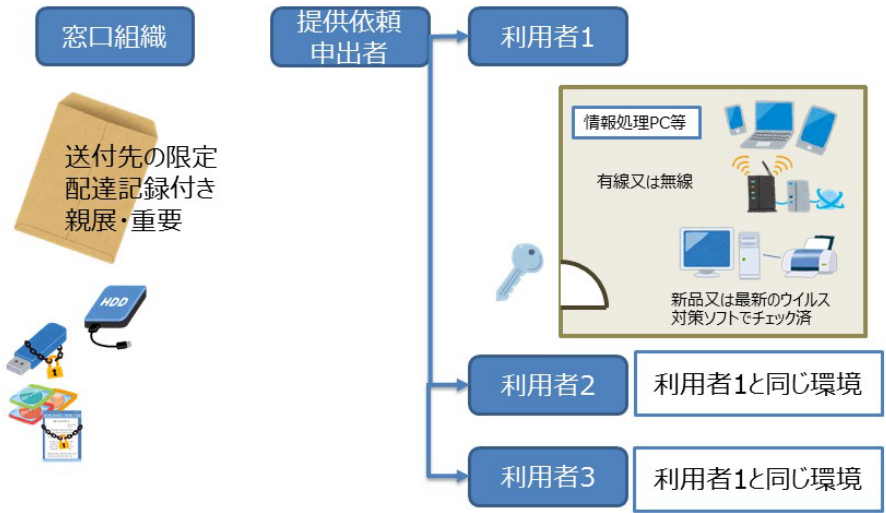 窓口組織
提供依頼
申出者
利用者1
送付先の限定
配達記録付き
親展・重要
情報処理PC等
有線又は無線
新品又は最新のウイルス
対策ソフトでチェック済
HDD
利用者2
利用者1と同じ環境
利用者3
利用者1と同じ環境